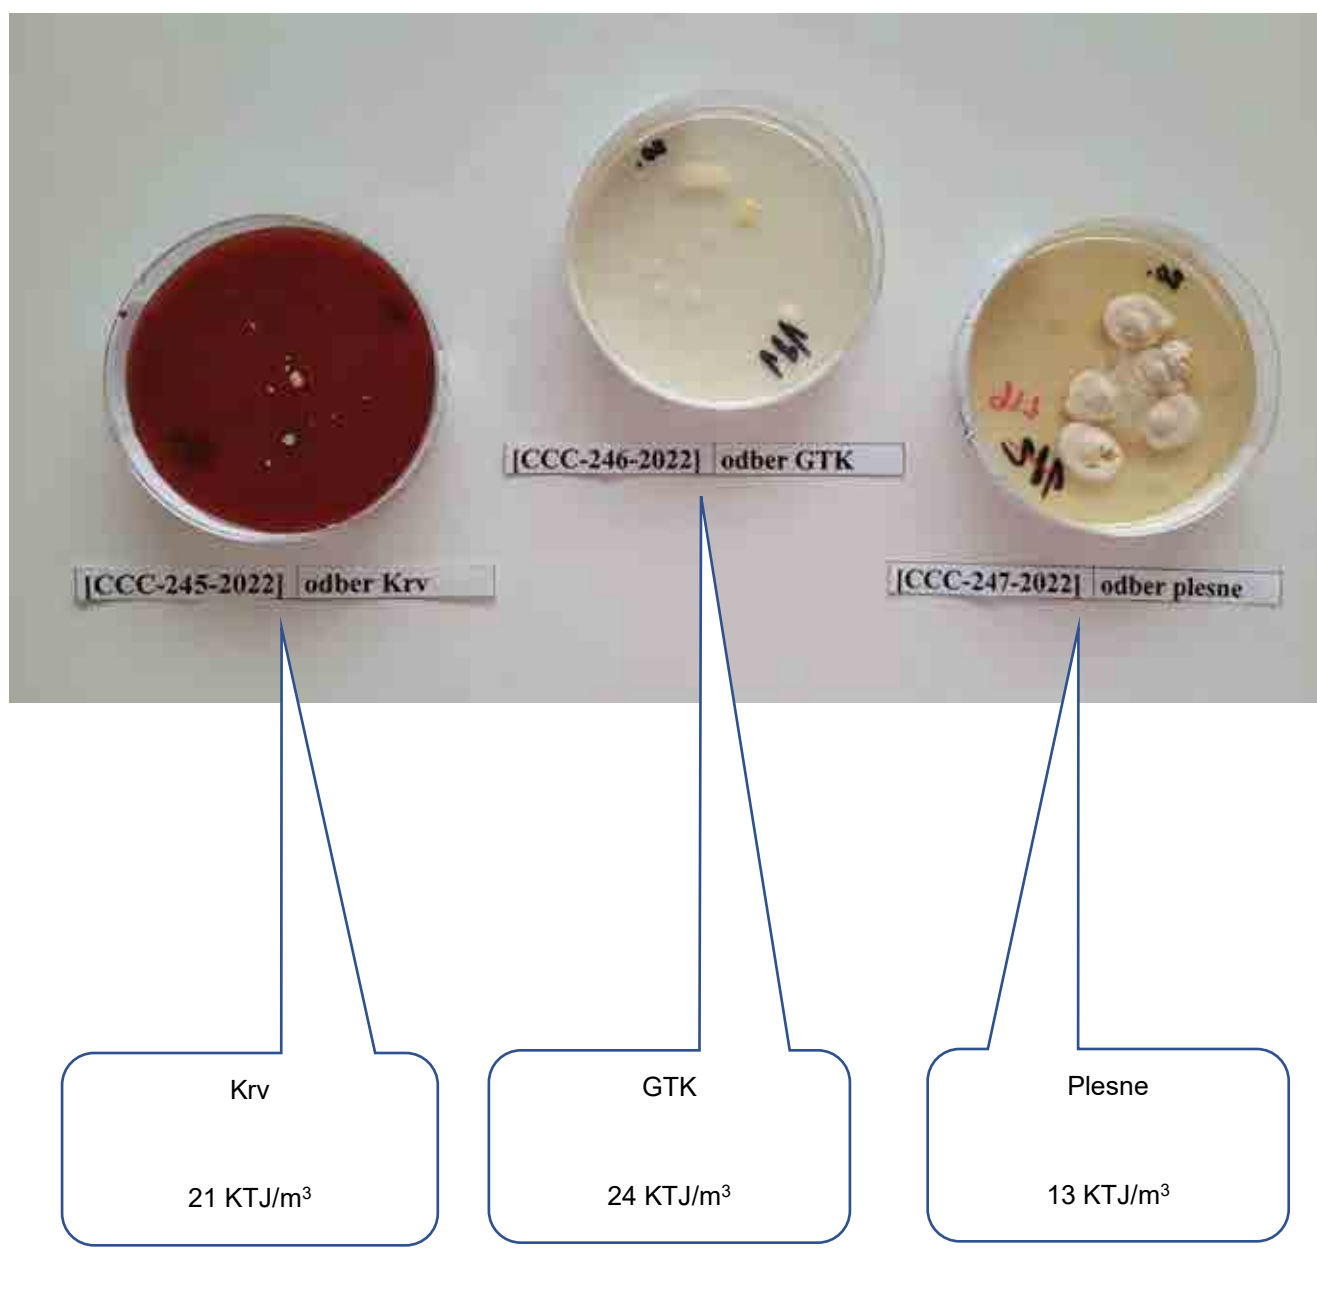 [CCC-246-2022] odber GTK
[CCC-245-2022] odber Krv
[CCC-247-2022] odber plesne
Krv
21 KTJ/m³
GTK
24 KTJ/m³
Plesne
13 KTJ/m³